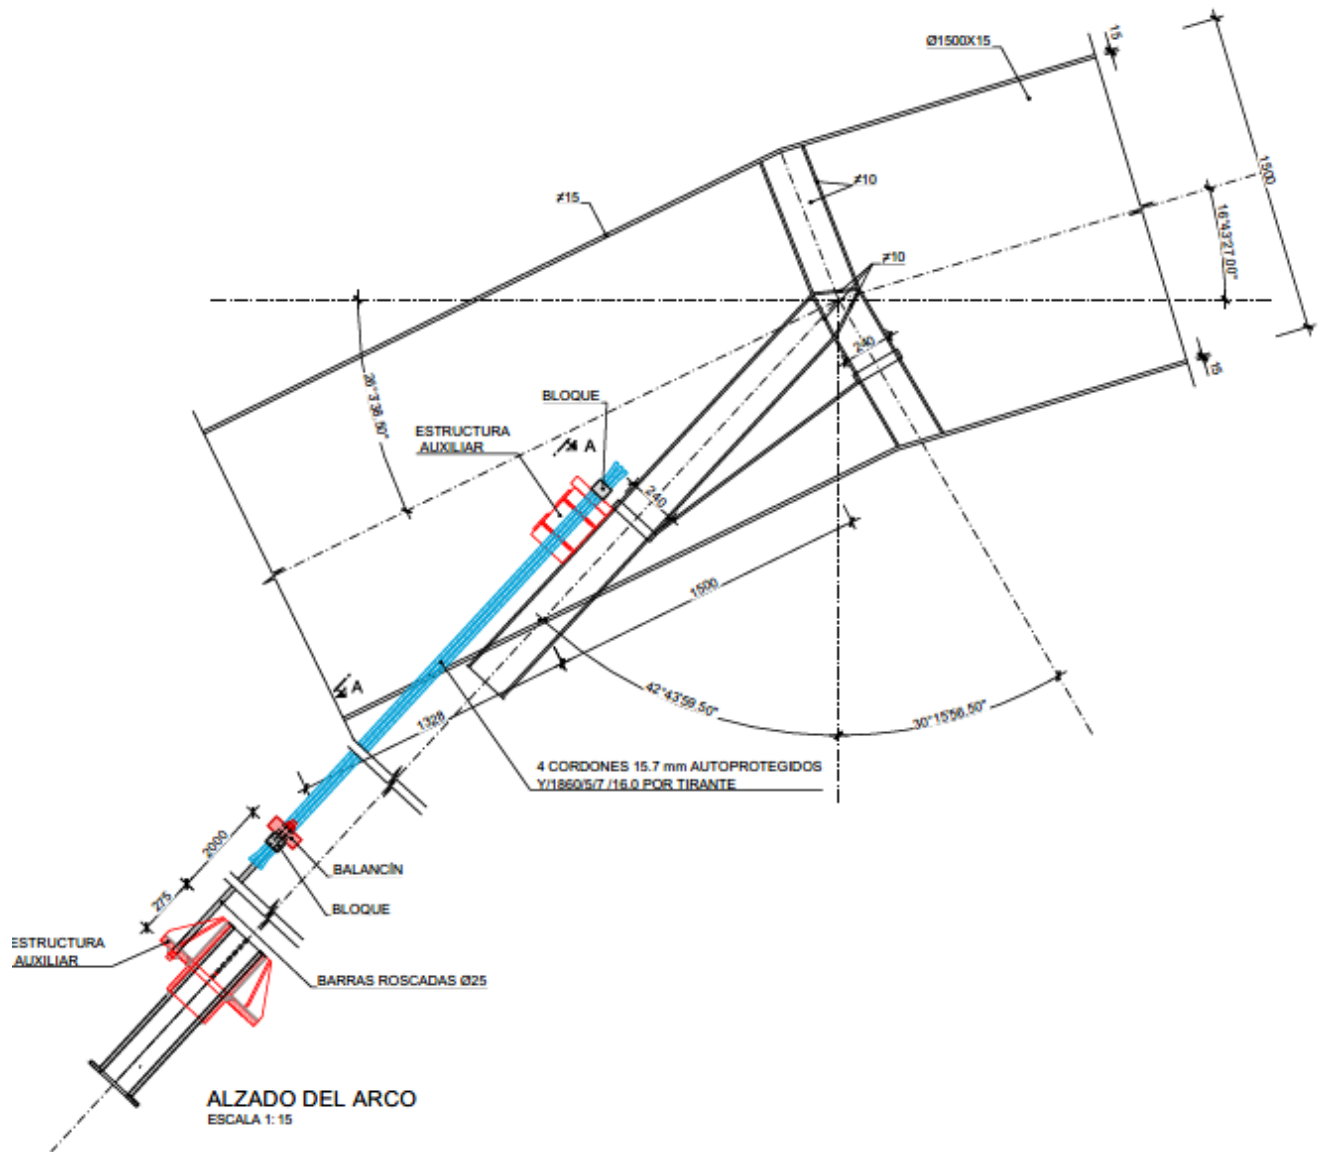 15
Ø1500X15
1500
≠10
≠15
16°43'27.00"
≠10
240
15
26°3'36.50"
BLOQUE
ESTRUCTURA
AUXILIAR
A
240
1500
A
42°43'59.50"
30°15'56.50"
1328
4 CORDONES 15.7 mm AUTOPROTEGIDOS
Y/1860/5/7 /16.0 POR TIRANTE
2000
BALANCÍN
275
BLOQUE
ESTRUCTURA
AUXILIAR
BARRAS ROSCADAS Ø25
ALZADO DEL ARCO
ESCALA 1: 15